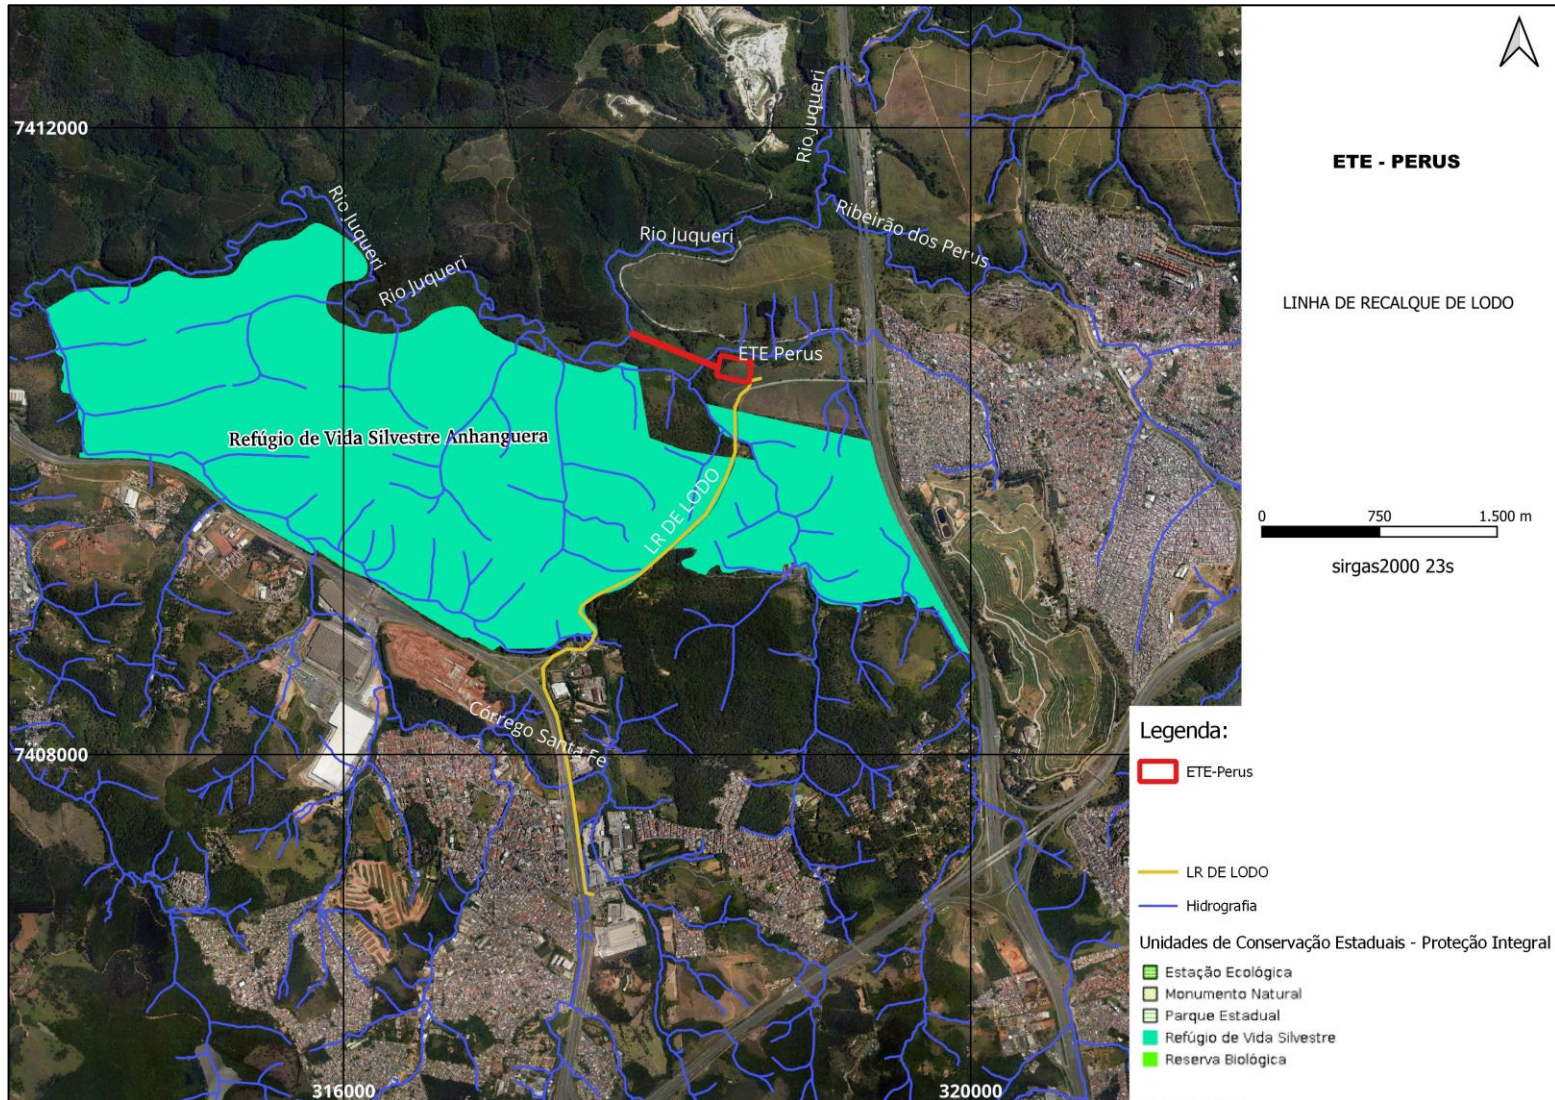 7412000
7408000
316000
320000
Rio Juqueri
Rio Juqueri
Rio Juqueri
Rio Juqueri
Ribeirão dos Perus
ETE Perus
Refúgio de Vida Silvestre Anhanguera
LR DE LODO
Córrego Santa Fe
ETE - PERUS
LINHA DE RECALQUE DE LODO
0 750 1.500 m
sirgas2000 23s
Legenda:
ETE-Perus
LR DE LODO
Hidrografia
Unidades de Conservação Estaduais - Proteção Integral
Estação Ecológica
Monumento Natural
Parque Estadual
Refúgio de Vida Silvestre
Reserva Biológica